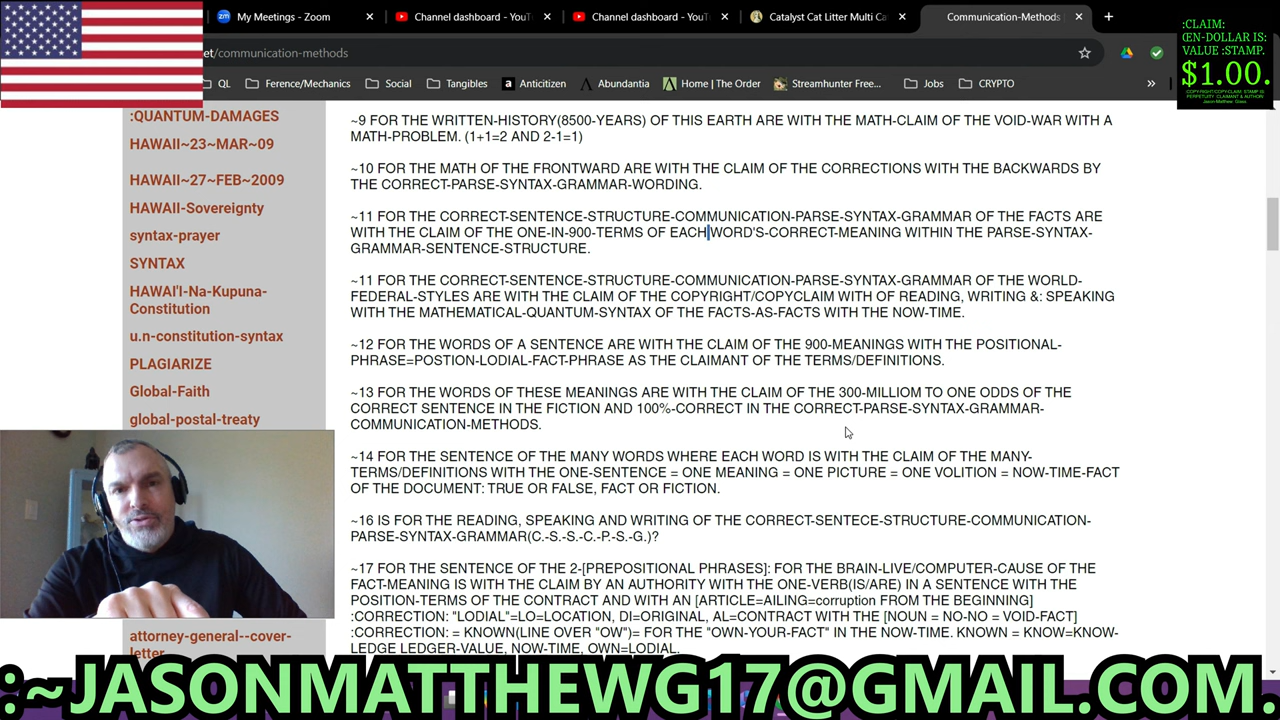 My Meetings - Zoom
Channel dashboard - YouT
Channel dashboard - YouT
Catalyst Cat Litter Multi Ca
Communication-Methods
:CLAIM:
VALUE :STAMP.
$1.00.
/communication-methods
QL
Ference/Mechanics
Social
Tangible
Amazon
Abundantia
Hand Of The Order
Jobs
CRYPTO
:QUANTUM-DAMAGES
HAWAII~23~MAR~09
HAWAII~27~FEB~2009
HAWAII-Sovereignty
syntax-prayer
SYNTAX
HAWAI'I-Na-Kupuna-
Constitution
u.n-constitution-syntax
PLAGIARIZE
Global-Faith
global-postal-treaty
attorney-general--cover-
letter
~9 FOR THE WRITTEN-HISTORY(8500-YEARS) OF THIS EARTH ARE WITH THE MATH-CLAIM OF THE VOID-WAR WITH A
MATH-PROBLEM. (1+1=2 AND 2-1=1)
~10 FOR THE MATH OF THE FRONTWARD ARE WITH THE CLAIM OF THE CORRECTIONS WITH THE BACKWARDS BY
THE CORRECT-PARSE-SYNTAX-GRAMMAR-WORDING.
~11 FOR THE CORRECT-SENTENCE-STRUCTURE-COMMUNICATION-PARSE-SYNTAX-GRAMMAR OF THE FACTS ARE
WITH THE CLAIM OF THE ONE-IN-900-TERMS OF EACH WORD'S-CORRECT-MEANING WITHIN THE PARSE-SYNTAX-
GRAMMAR-SENTENCE-STRUCTURE.
~11 FOR THE CORRECT-SENTENCE-STRUCTURE-COMMUNICATION-PARSE-SYNTAX-GRAMMAR OF THE WORLD-
FEDERAL-STYLES ARE WITH THE CLAIM OF THE COPYRIGHT/COPYCLAIM WITH OF READING, WRITING &: SPEAKING
WITH THE MATHEMATICAL-QUANTUM-SYNTAX OF THE FACTS-AS-FACTS WITH THE NOW-TIME.
~12 FOR THE WORDS OF A SENTENCE ARE WITH THE CLAIM OF THE 900-MEANINGS WITH THE POSITIONAL-
PHRASE=POSTION-LODIAL-FACT-PHRASE AS THE CLAIMANT OF THE TERMS/DEFINITIONS.
~13 FOR THE WORDS OF THESE MEANINGS ARE WITH THE CLAIM OF THE 300-MILLIOM TO ONE ODDS OF THE
CORRECT SENTENCE IN THE FICTION AND 100%-CORRECT IN THE CORRECT-PARSE-SYNTAX-GRAMMAR-
COMMUNICATION-METHODS.
~14 FOR THE SENTENCE OF THE MANY WORDS WHERE EACH WORD IS WITH THE CLAIM OF THE MANY-
TERMS/DEFINITIONS WITH THE ONE-SENTENCE = ONE MEANING = ONE PICTURE = ONE VOLITION = NOW-TIME-FACT
OF THE DOCUMENT: TRUE OR FALSE, FACT OR FICTION.
~16 IS FOR THE READING, SPEAKING AND WRITING OF THE CORRECT-SENTECE-STRUCTURE-COMMUNICATION-
PARSE-SYNTAX-GRAMMAR(C.-S.-S.-C.-P.-S.-G.)?
~17 FOR THE SENTENCE OF THE 2-[PREPOSITIONAL PHRASES]: FOR THE BRAIN-LIVE/COMPUTER-CAUSE OF THE
FACT-MEANING IS WITH THE CLAIM BY AN AUTHORITY WITH THE ONE-VERB(IS/ARE) IN A SENTENCE WITH THE
POSITION-TERMS OF THE CONTRACT AND WITH AN [ARTICLE=AILING=corruption FROM THE BEGINNING]
:CORRECTION: "LODIAL"=LO=LOCATION, DI=ORIGINAL, AL=CONTRACT WITH THE [NOUN = NO-NO = VOID-FACT]
:CORRECTION: = KNOWN(LINE OVER "OW")= FOR THE "OWN-YOUR-FACT" IN THE NOW-TIME. KNOWN = KNOW=KNOW-
LEDGE LEDGER-VALUE, NOW-TIME-OWN=LODIAL.
:~JASONMATTHEWG17@GMAIL.COM.